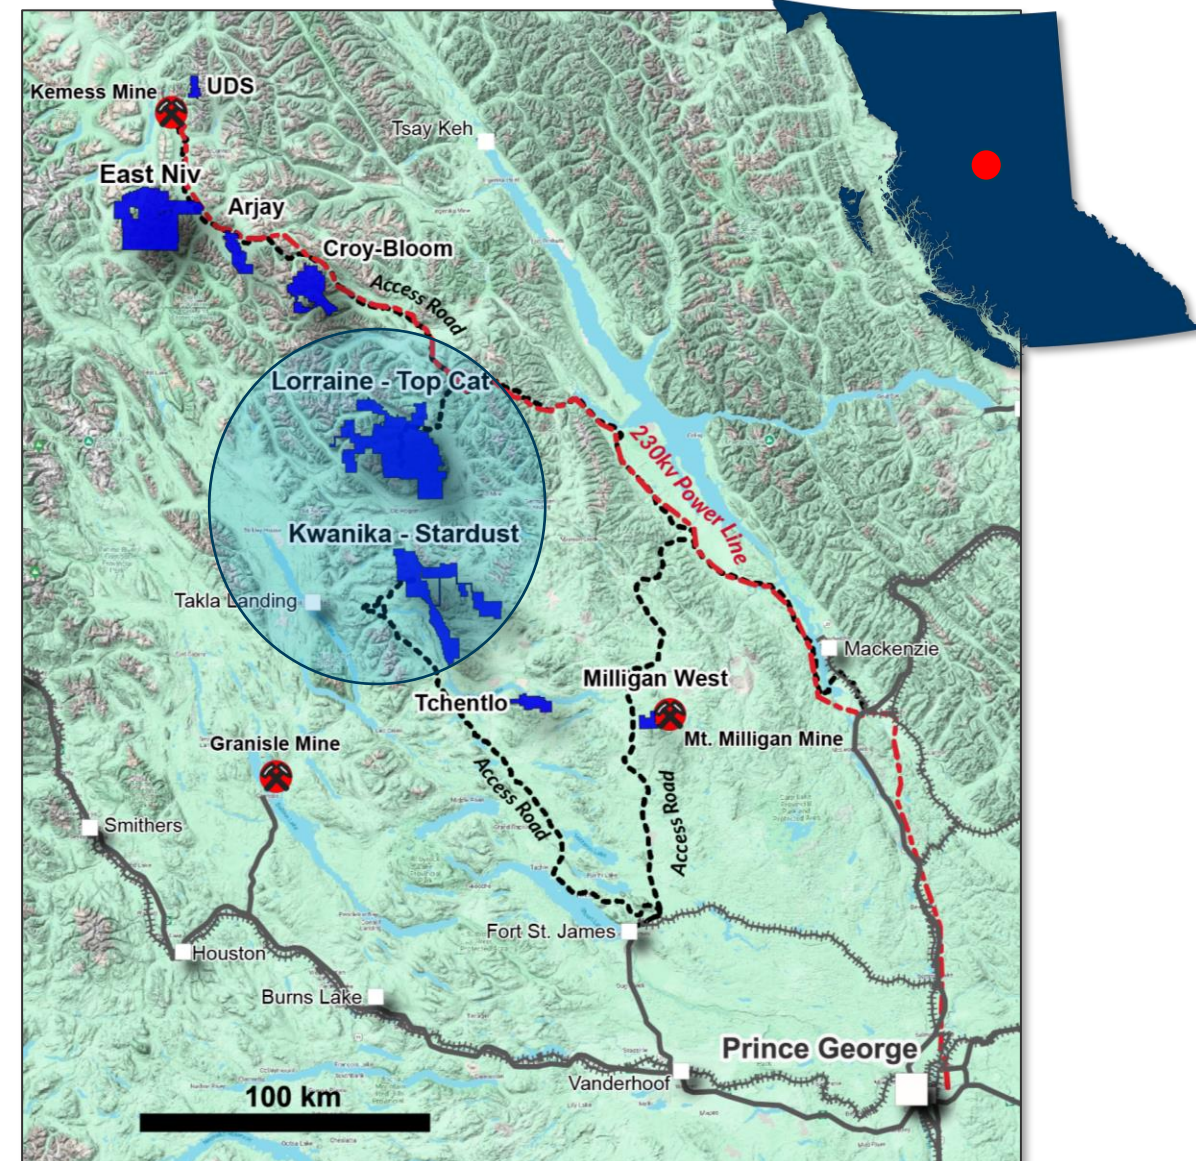 Kemess Mine
UDS
Tsay Keh
East Niv
Arjay
Croy-Bloom
Access Road
Lorraine - Top Cat
230kv Power Line
Kwanika - Stardust
Takla Landing
Mackenzie
Milligan West
Tchentlo
Mt. Milligan Mine
Granisle Mine
Access Road
Access Road
Smithers
Fort St. James
Houston
Burns Lake
Prince George
Vanderhoof
100 km